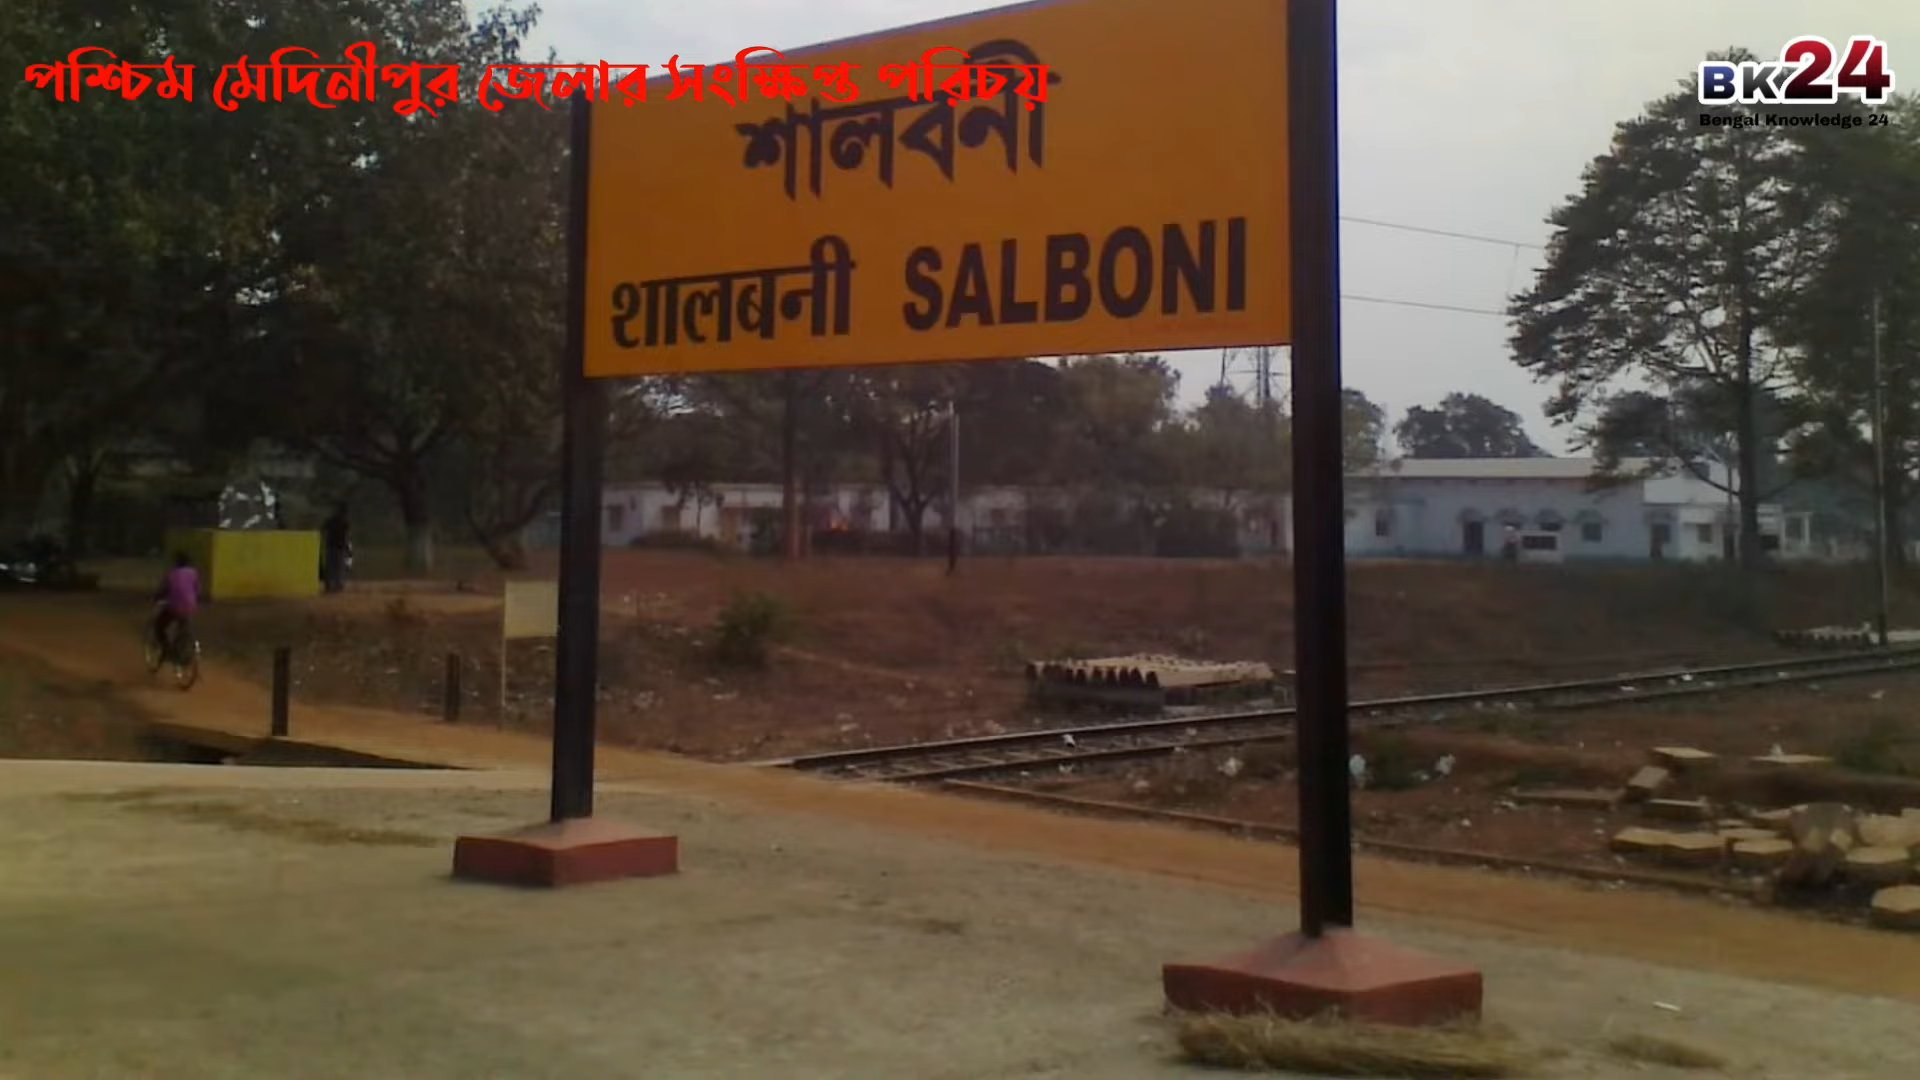 পশ্চিম মেদিনীপুর জেলার সংক্ষিপ্ত পরিচয়
BK24
Bengal Knowledge 24
শালবনী
शालबनी SALBONI